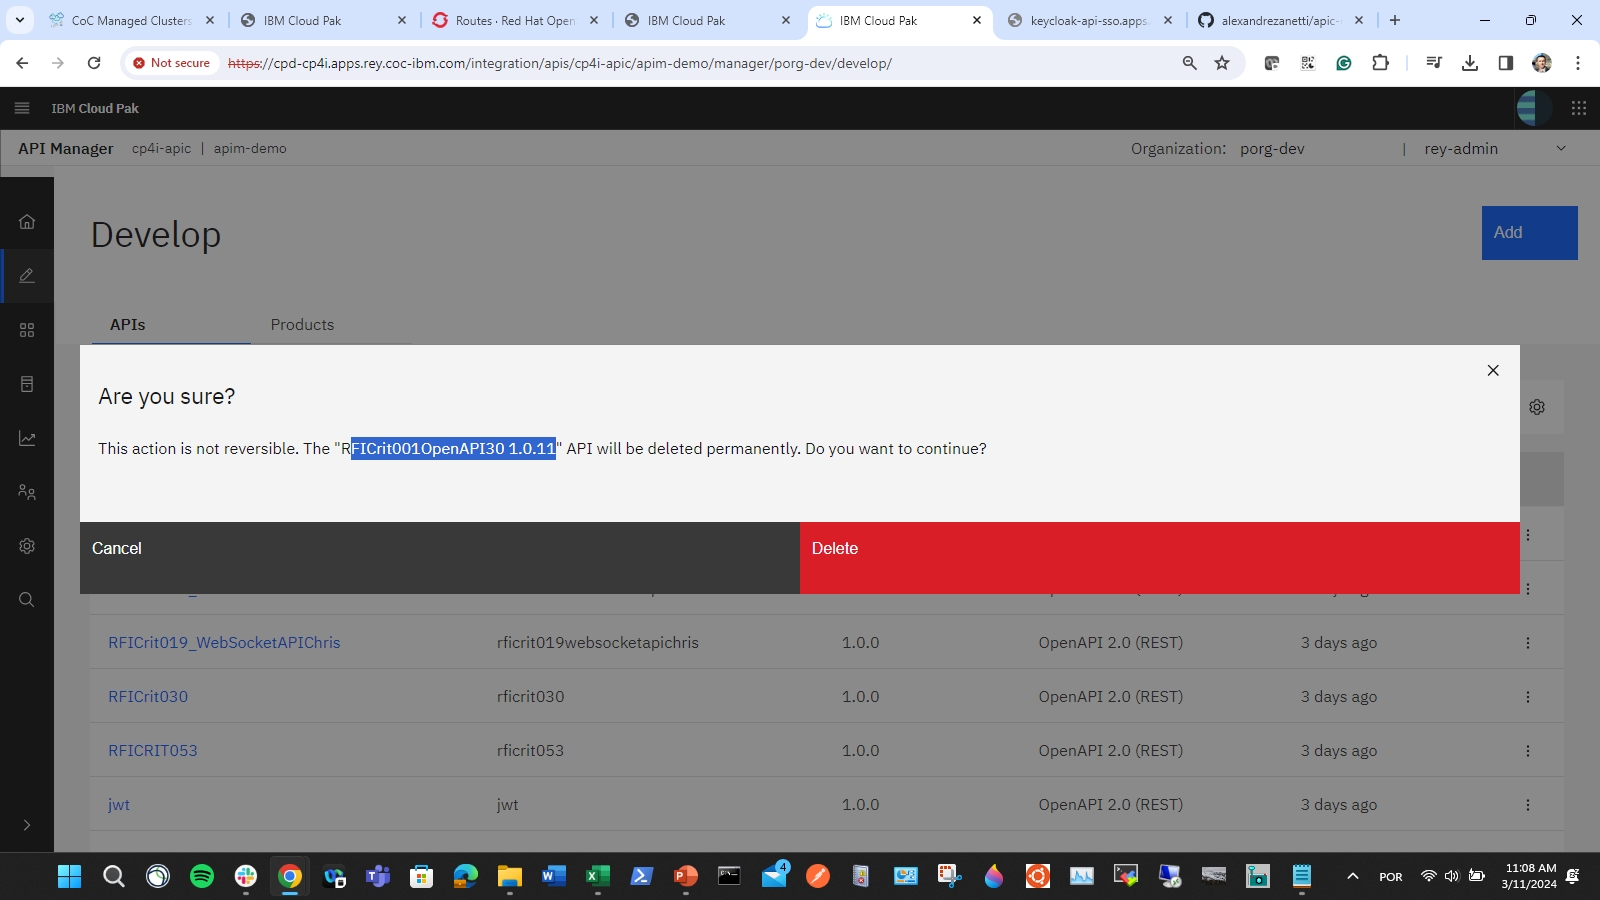 CoC Managed Clusters
IBM Cloud Pak
Routes · Red Hat Open
IBM Cloud Pak
IBM Cloud Pak
keycloak-api-sso.apps.
alexandrezanetti/apic-
Not secure
https://cpd-cp4i.apps.rey.coc-ibm.com/integration/apis/cp4i-apic/apim-demo/manager/porg-dev/develop/
IBM Cloud Pak
API Manager cp4i-apic | apim-demo
Organization: porg-dev | rey-admin
Develop
Add
APIs Products
Are you sure?
This action is not reversible. The "RFICrit001OpenAPI30 1.0.11" API will be deleted permanently. Do you want to continue?
Cancel
Delete
RFICrit019_WebSocketAPIChris rficrit019websocketapichris 1.0.0 OpenAPI 2.0 (REST) 3 days ago
RFICrit030 rficrit030 1.0.0 OpenAPI 2.0 (REST) 3 days ago
RFICRIT053 rficrit053 1.0.0 OpenAPI 2.0 (REST) 3 days ago
jwt jwt 1.0.0 OpenAPI 2.0 (REST) 3 days ago
4
POR
11:08 AM
3/11/2024